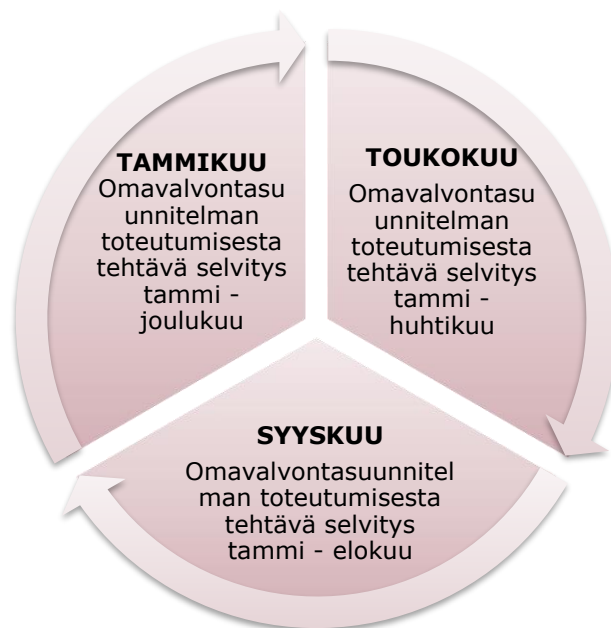 TAMMIKUU
Omavalvontasu
unnitelman
toteutumisesta
tehtävä selvitys
tammi -
joulukuu
TOUKOKUU
Omavalvontasu
unnitelman
toteutumisesta
tehtävä selvitys
tammi -
huhtikuu
SYYSKUU
Omavalvontasuunnitel
man toteutumisesta
tehtävä selvitys
tammi - elokuu